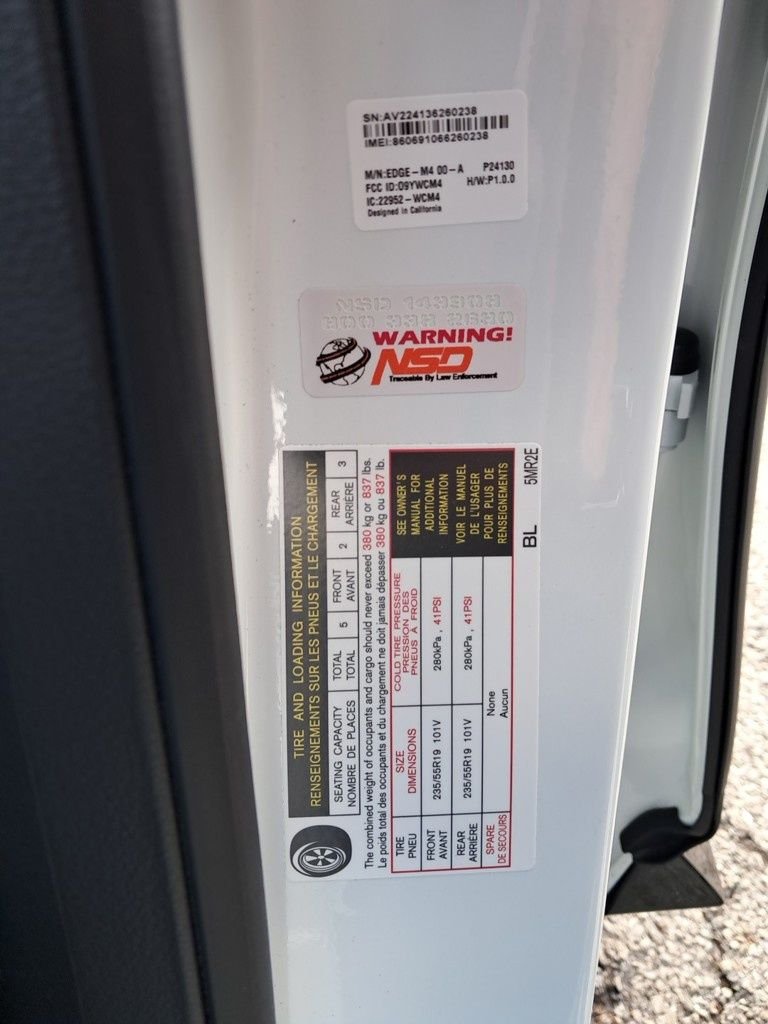 SN:AV224136260238
IMEI:860691066260238
M/N:EDGE-M4 00-A P24130
FCC ID:O9YWCM4 H/W:P1.0.0
IC:22952-WCM4
Designed in California
WARNING!
NSD
Traceable By Law Enforcement
TIRE AND LOADING INFORMATION
RENSEIGNEMENTS SUR LES PNEUS ET LE CHARGEMENT
SEATING CAPACITY TOTAL 5 FRONT 2 REAR 3
NOMBRE DE PLACES TOTAL AVANT ARRIÈRE
The combined weight of occupants and cargo should never exceed 380 kg or 837 lbs.
Le poids total des occupants et du chargement ne doit jamais dépasser 380 kg ou 837 lb.
TIRE SIZE COLD TIRE PRESSURE
PNEU DIMENSIONS PRESSION DES
PNEUS À FROID
FRONT 235/55R19 101V 280kPa , 41PSI
AVANT
REAR 235/55R19 101V 280kPa , 41PSI
ARRIÈRE
SPARE None
DE SECOURS Aucun
SEE OWNER'S
MANUAL FOR
ADDITIONAL
INFORMATION
VOIR LE MANUEL
DE L'USAGER
POUR PLUS DE
RENSEIGNEMENTS
BL 5MR2E